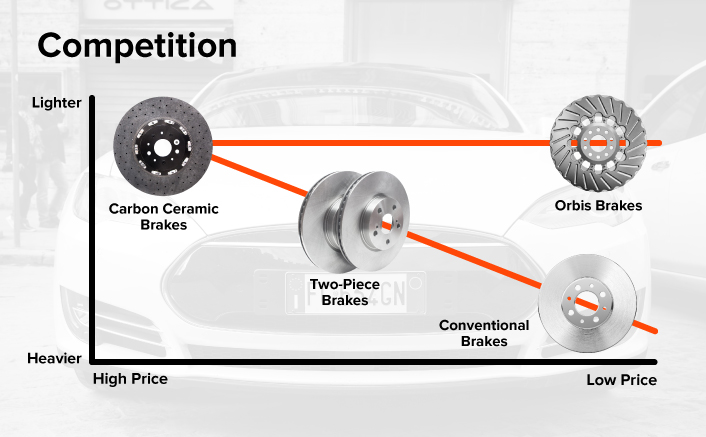 Competition
Lighter
Carbon Ceramic
Brakes
Orbis Brakes
Two-Piece
Brakes
Conventional
Brakes
Heavier
High Price
Low Price